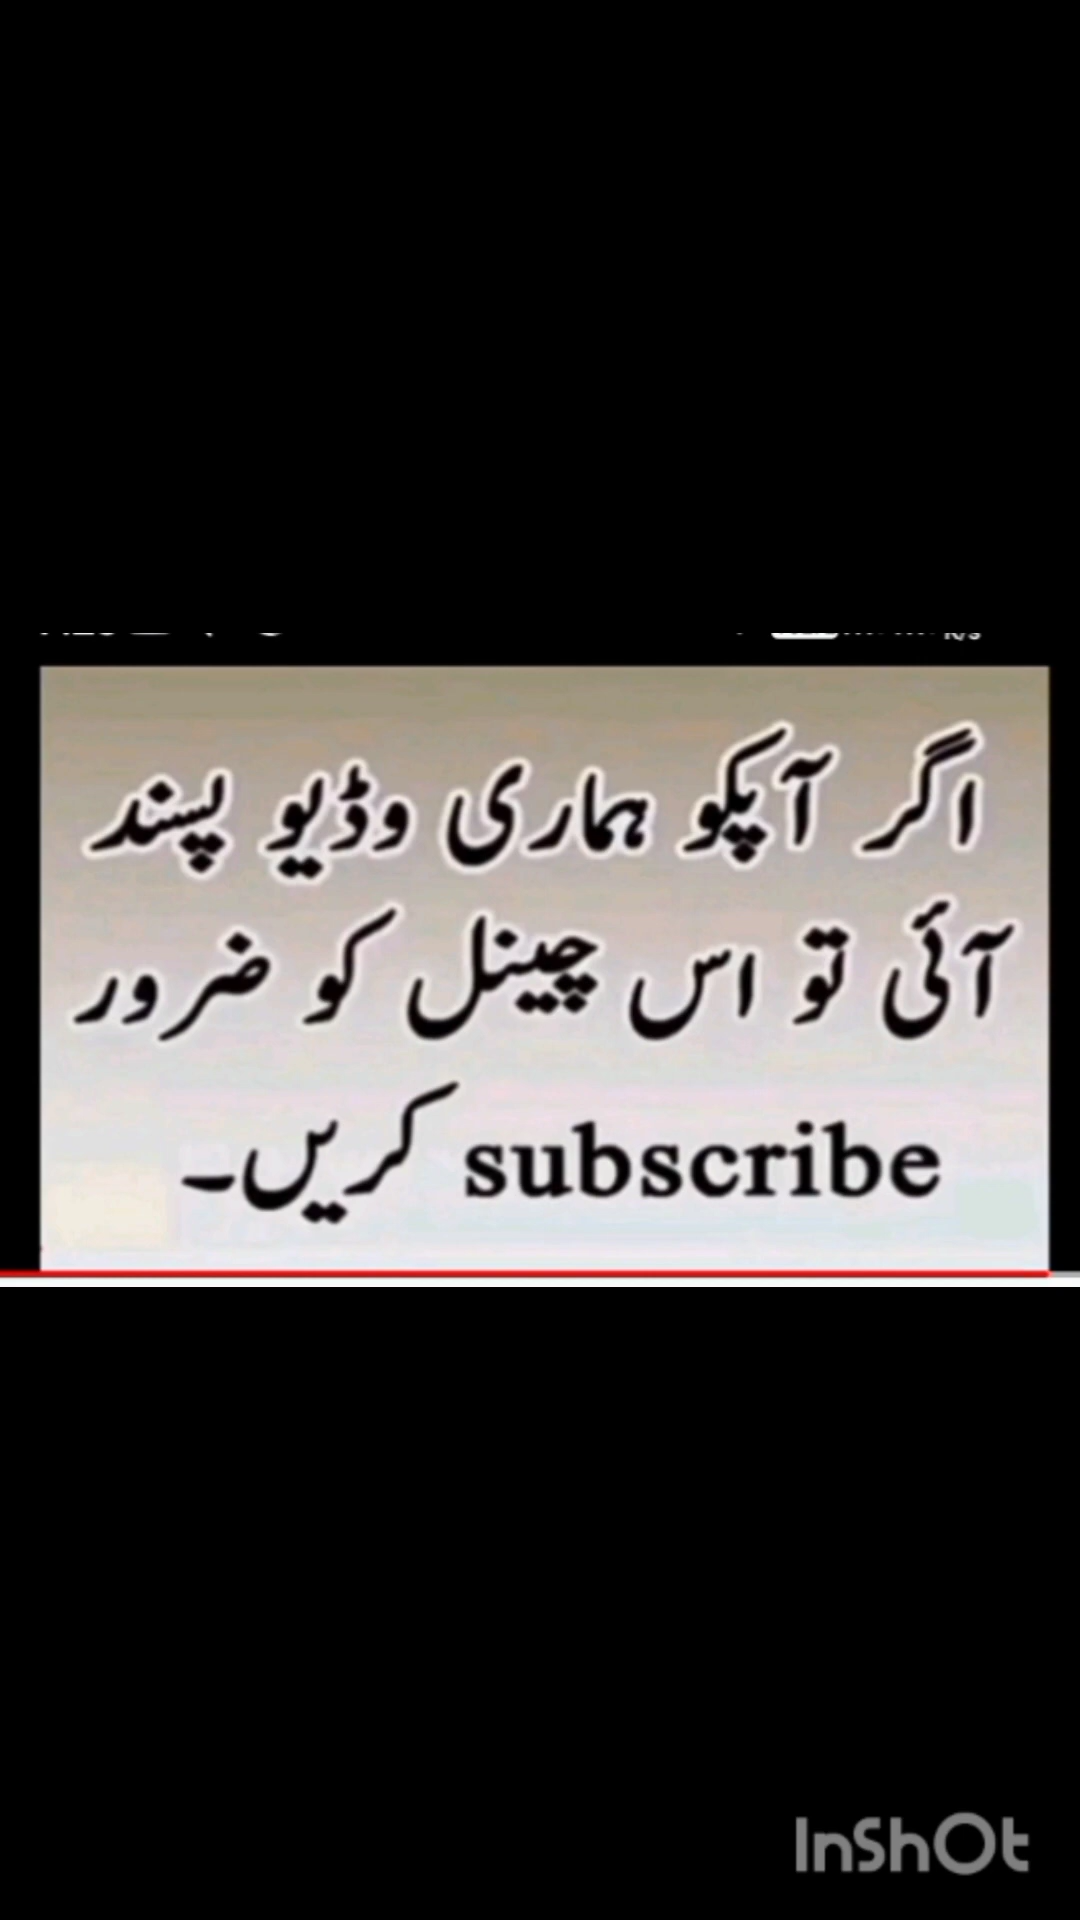 اگر آپکو ہماری وڈیو پسند
آئی تو اس چینل کو ضرور
subscribe کریں۔
InShOt